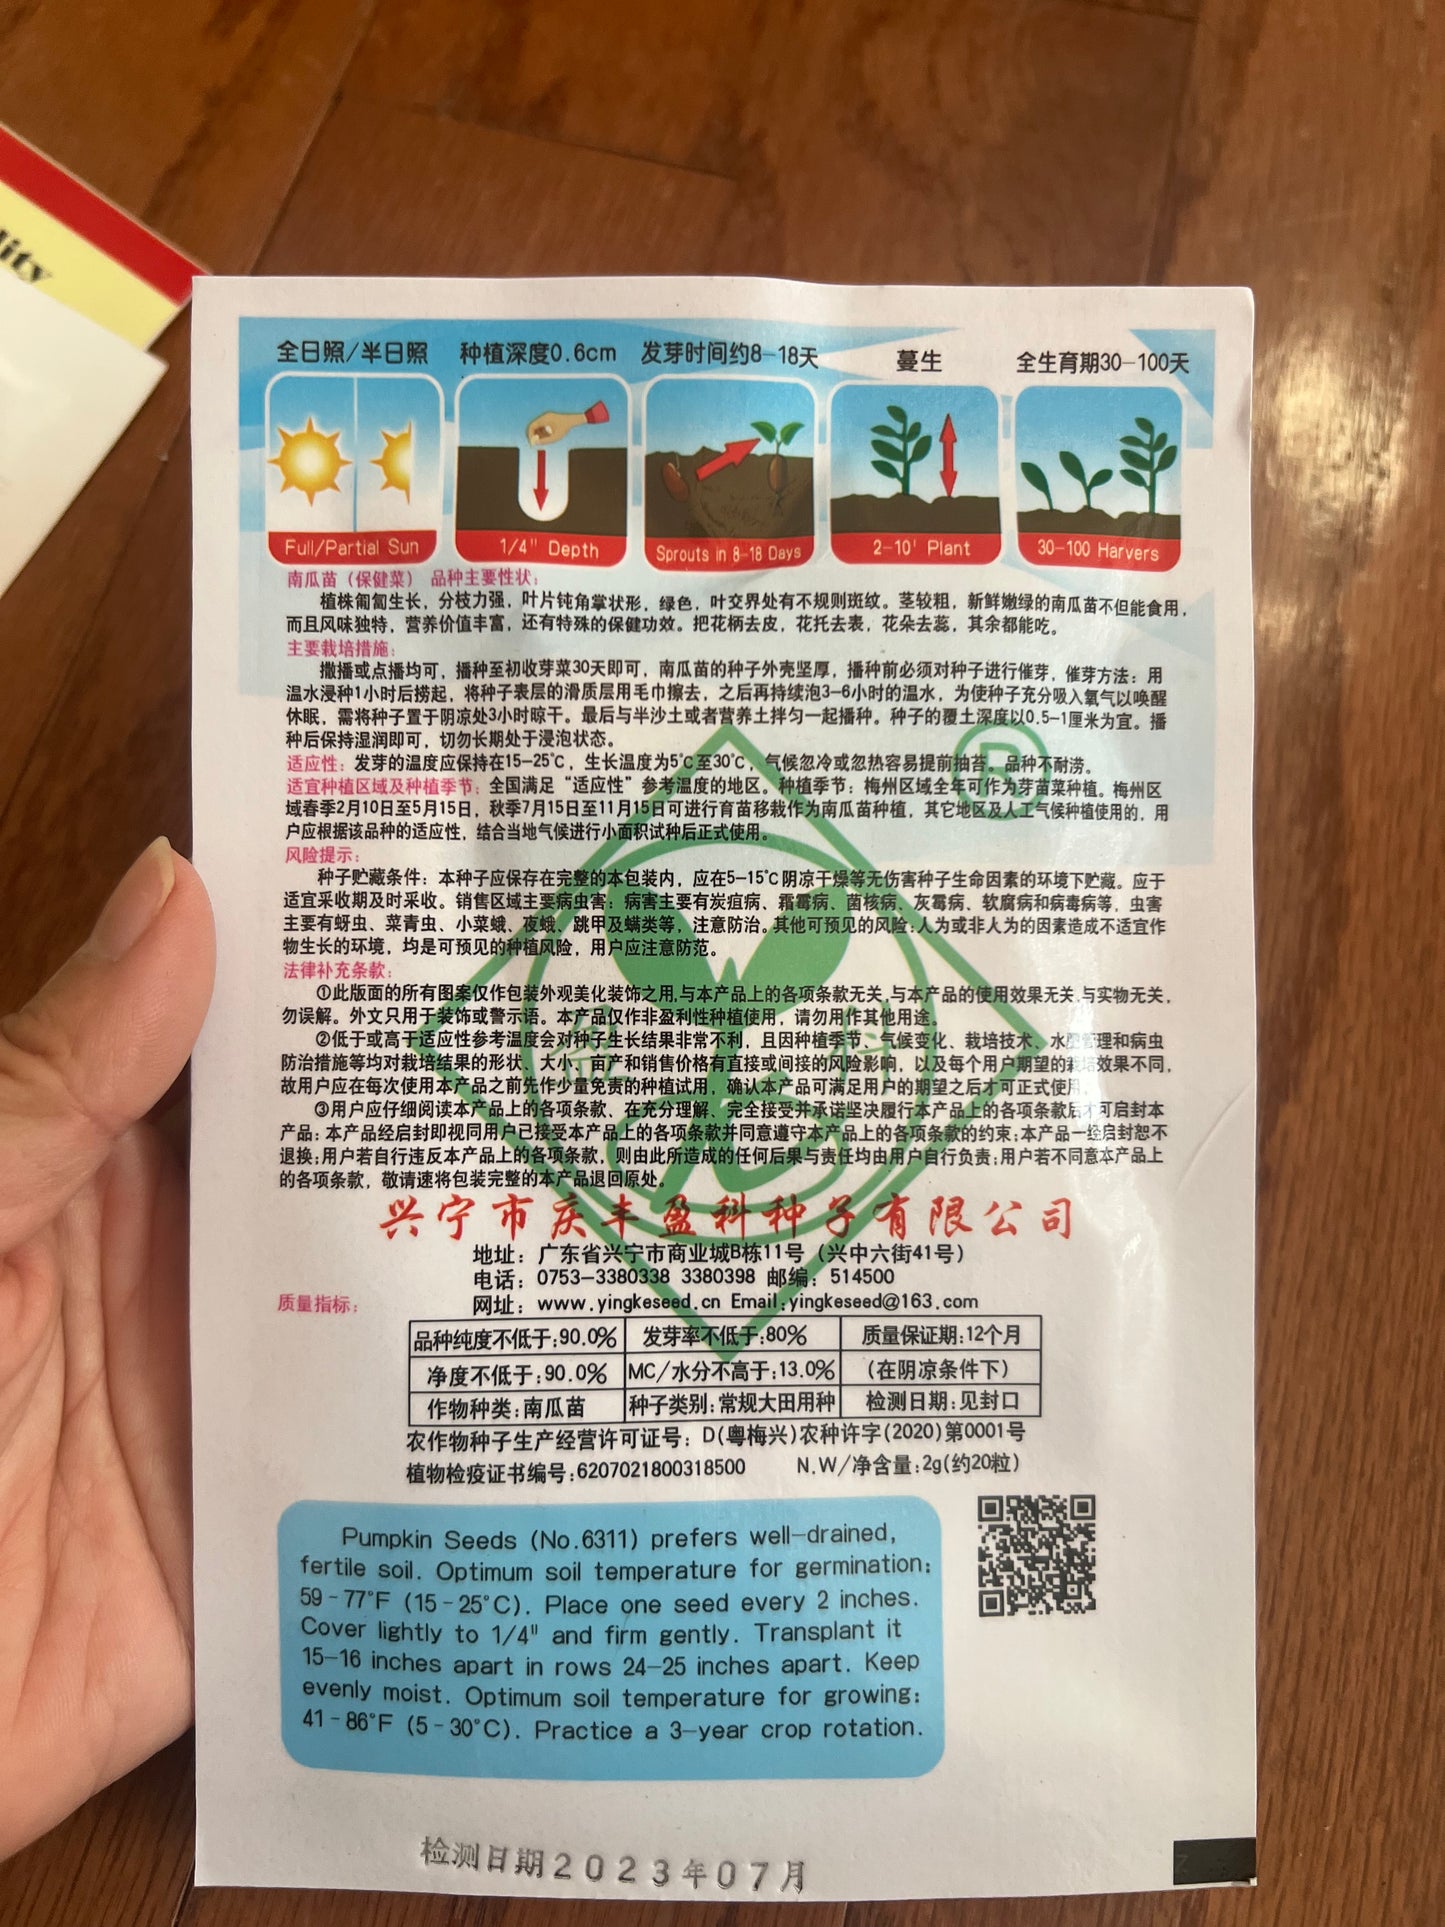 lity
全日照/半日照 种植深度0.6cm 发芽时间约8-18天 蔓生 全生育期30-100天
Full/Partial Sun 1/4" Depth Sprouts in 8-18 Days 2-10' Plant 30-100 Harvers
南瓜苗（保健菜） 品种主要性状：
植株匍匐生长，分枝力强，叶片钝角掌状形，绿色，叶交界处有不规则斑纹。茎较粗，新鲜嫩绿的南瓜苗不但能食用，
而且风味独特，营养价值丰富，还有特殊的保健功效。把花柄去皮，花托去表，花朵去蕊，其余都能吃。
主要栽培措施：
撒播或点播均可，播种至初收芽菜30天即可，南瓜苗的种子外壳坚厚，播种前必须对种子进行催芽，催芽方法：用
温水浸种1小时后捞起，将种子表层的滑质层用毛巾擦去，之后再持续泡3-6小时的温水，为使种子充分吸入氧气以唤醒
休眠，需将种子置于阴凉处3小时晾干。最后与半沙土或者营养土拌匀一起播种。种子的覆土深度以0.5-1厘米为宜。播
种后保持湿润即可，切勿长期处于浸泡状态。
适应性：发芽的温度应保持在15-25℃，生长温度为5℃至30℃，气候忽冷或忽热容易提前抽苔。品种不耐涝。
适宜种植区域及种植季节：全国满足“适应性”参考温度的地区。种植季节：梅州区域全年可作为芽苗菜种植。梅州区
域春季2月10日至5月15日，秋季7月15日至11月15日可进行育苗移栽作为南瓜苗种植，其它地区及人工气候种植使用的，用
户应根据该品种的适应性，结合当地气候进行小面积试种后正式使用。
风险提示：
种子贮藏条件：本种子应保存在完整的本包装内，应在5-15℃阴凉干燥等无伤害种子生命因素的环境下贮藏。应于
适宜采收期及时采收。销售区域主要病虫害：病害主要有炭疽病、霜霉病、菌核病、灰霉病、软腐病和病毒病等，虫害
主要有蚜虫、菜青虫、小菜蛾、夜蛾、跳甲及螨类等，注意防治。其他可预见的风险：人为或非人为的因素造成不适宜作
物生长的环境，均是可预见的种植风险，用户应注意防范。
法律补充条款：
①此版面的所有图案仅作包装外观美化装饰之用,与本产品上的各项条款无关,与本产品的使用效果无关,与实物无关，
勿误解。外文只用于装饰或警示语。本产品仅作非盈利性种植使用，请勿用作其他用途。
②低于或高于适应性参考温度会对种子生长结果非常不利，且因种植季节、气候变化、栽培技术、水肥管理和病虫
防治措施等均对栽培结果的形状、大小、亩产和销售价格有直接或间接的风险影响，以及每个用户期望的栽培效果不同，
故用户应在每次使用本产品之前先作少量免责的种植试用，确认本产品可满足用户的期望之后才可正式使用。
③用户应仔细阅读本产品上的各项条款、在充分理解、完全接受并承诺坚决履行本产品上的各项条款后才可启封本
产品：本产品经启封即视同用户已接受本产品上的各项条款并同意遵守本产品上的各项条款的约束;本产品一经启封恕不
退换;用户若自行违反本产品上的各项条款，则由此所造成的任何后果与责任均由用户自行负责;用户若不同意本产品上
的各项条款，敬请速将包装完整的本产品退回原处。
盈科
R
兴宁市庆丰盈科种子有限公司
地址：广东省兴宁市商业城B栋11号（兴中六街41号）
电话：0753-3380338 3380398 邮编：514500
质量指标： 网址：www.yingkeseed.cn Email:yingkeseed@163.com
品种纯度不低于:90.0% 发芽率不低于:80% 质量保证期:12个月
净度不低于:90.0% MC/水分不高于:13.0% （在阴凉条件下）
作物种类:南瓜苗 种子类别:常规大田用种 检测日期:见封口
农作物种子生产经营许可证号：D(粤梅兴)农种许字(2020)第0001号
植物检疫证书编号:6207021800318500 N.W/净含量:2g(约20粒)
Pumpkin Seeds (No.6311) prefers well-drained,
fertile soil. Optimum soil temperature for germination:
59-77°F (15-25°C). Place one seed every 2 inches.
Cover lightly to 1/4" and firm gently. Transplant it
15-16 inches apart in rows 24-25 inches apart. Keep
evenly moist. Optimum soil temperature for growing:
41-86°F (5-30°C). Practice a 3-year crop rotation.
检测日期2023年07月